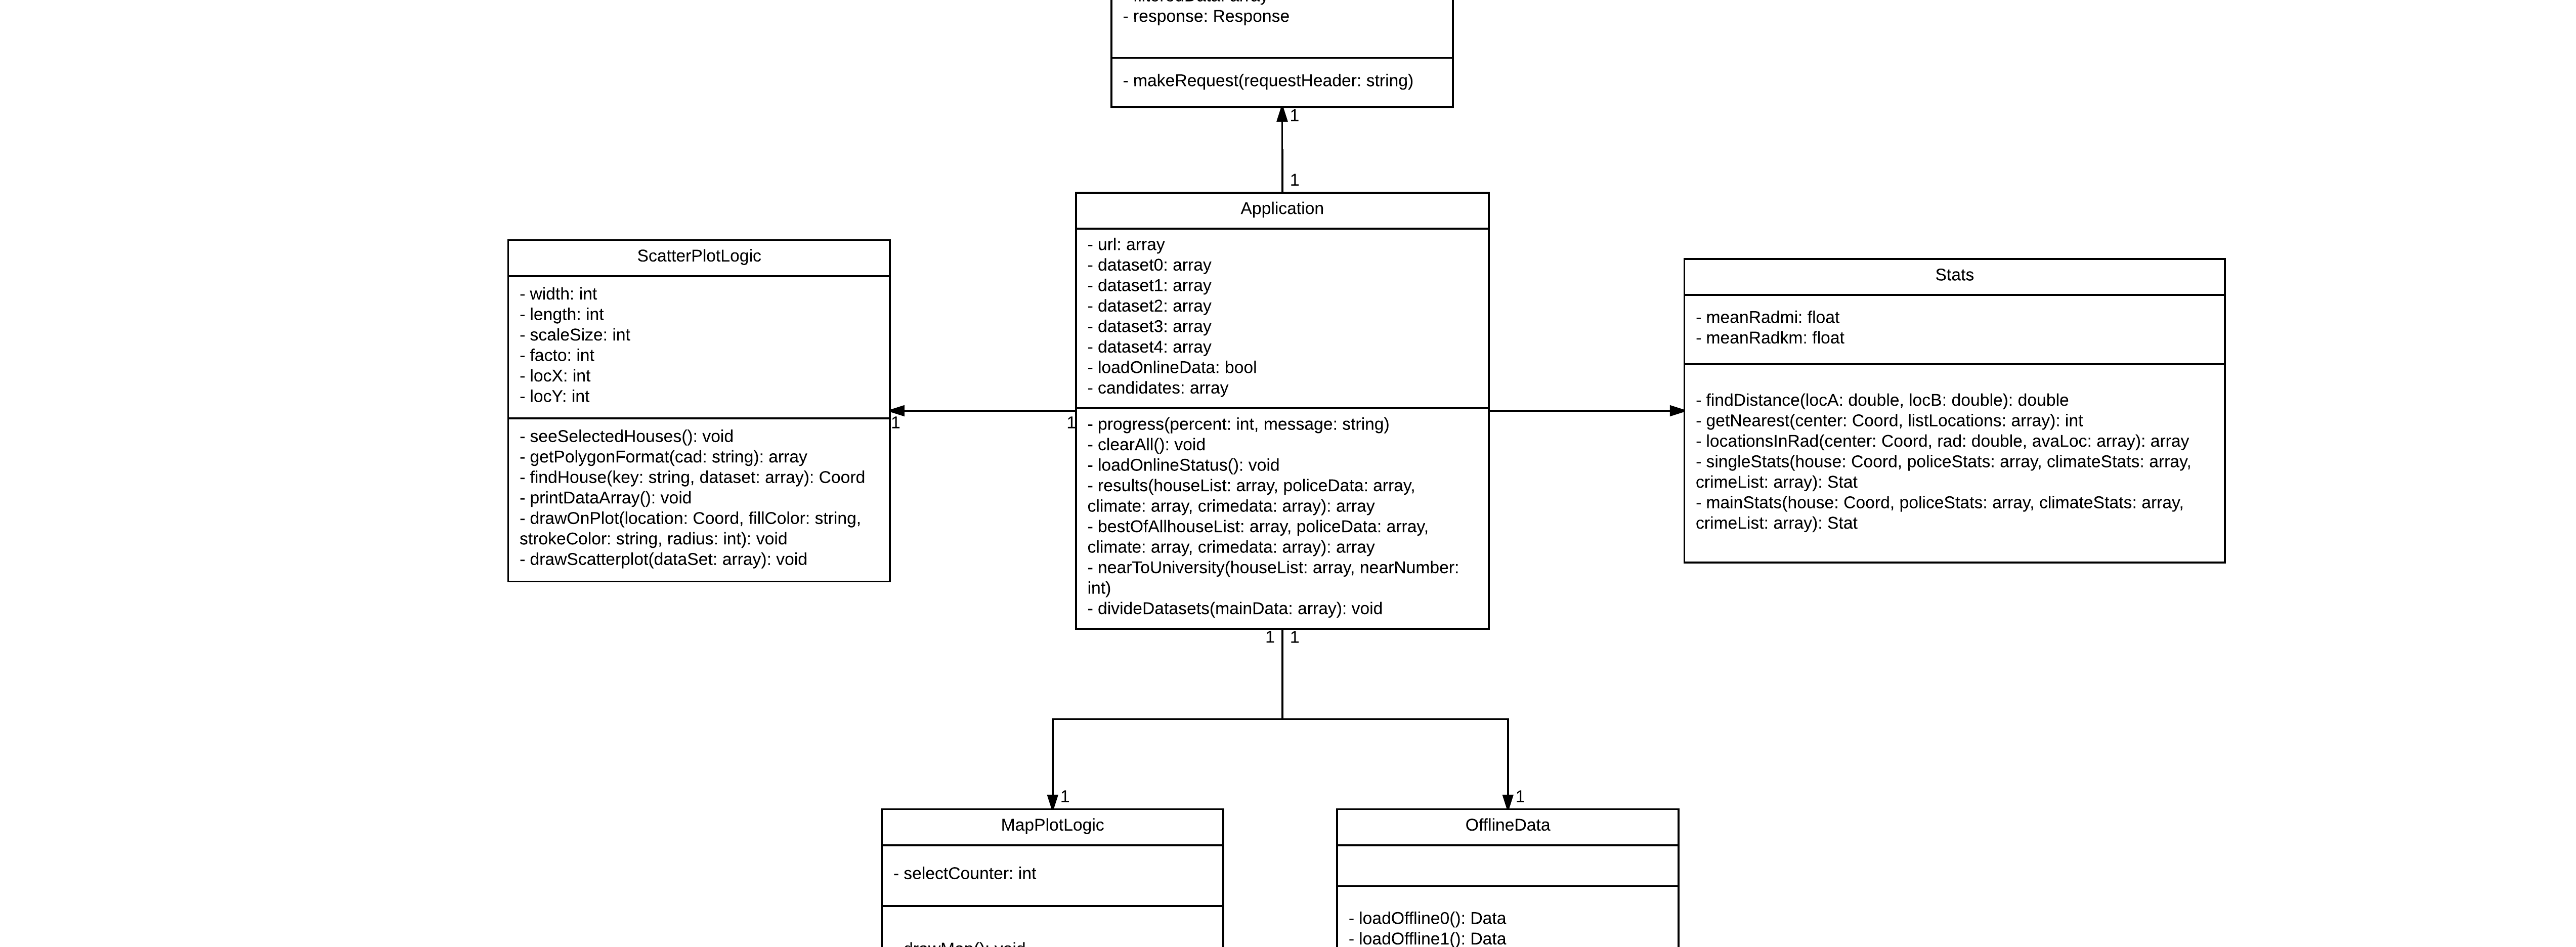 - response: Response
- makeRequest(requestHeader: string)
1
1
Application
- url: array
- dataset0: array
- dataset1: array
- dataset2: array
- dataset3: array
- dataset4: array
- loadOnlineData: bool
- candidates: array
- progress(percent: int, message: string)
- clearAll(): void
- loadOnlineStatus(): void
- results(houseList: array, policeData: array,
climate: array, crimedata: array): array
- bestOfAllhouseList: array, policeData: array,
climate: array, crimedata: array): array
- nearToUniversity(houseList: array, nearNumber:
int)
- divideDatasets(mainData: array): void
ScatterPlotLogic
- width: int
- length: int
- scaleSize: int
- facto: int
- locX: int
- locY: int
- seeSelectedHouses(): void
- getPolygonFormat(cad: string): array
- findHouse(key: string, dataset: array): Coord
- printDataArray(): void
- drawOnPlot(location: Coord, fillColor: string,
strokeColor: string, radius: int): void
- drawScatterplot(dataSet: array): void
1
1
Stats
- meanRadmi: float
- meanRadkm: float
- findDistance(locA: double, locB: double): double
- getNearest(center: Coord, listLocations: array): int
- locationsInRad(center: Coord, rad: double, avaLoc: array): array
- singleStats(house: Coord, policeStats: array, climateStats: array,
crimeList: array): Stat
- mainStats(house: Coord, policeStats: array, climateStats: array,
crimeList: array): Stat
1 1
1
1
MapPlotLogic
- selectCounter: int
OfflineData
- loadOffline0(): Data
- loadOffline1(): Data